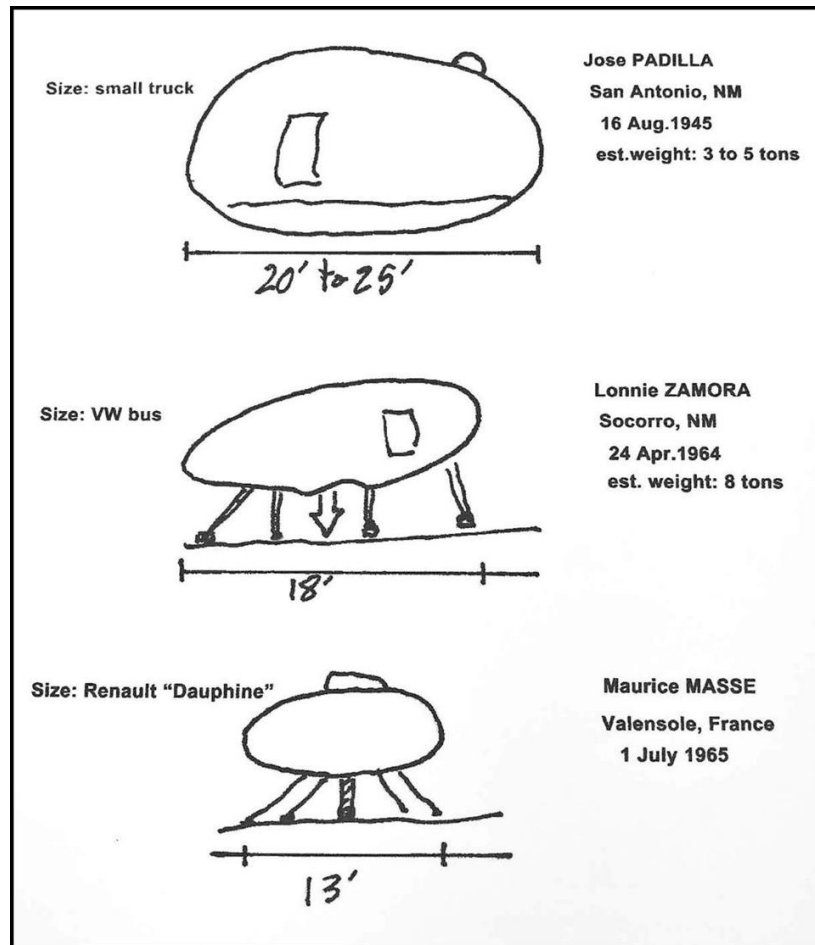 Size: small truck
Jose PADILLA
San Antonio, NM
16 Aug.1945
est.weight: 3 to 5 tons
20' to 25'
Size: VW bus
Lonnie ZAMORA
Socorro, NM
24 Apr.1964
est. weight: 8 tons
18'
Size: Renault “Dauphine”
Maurice MASSE
Valensole, France
1 July 1965
13'